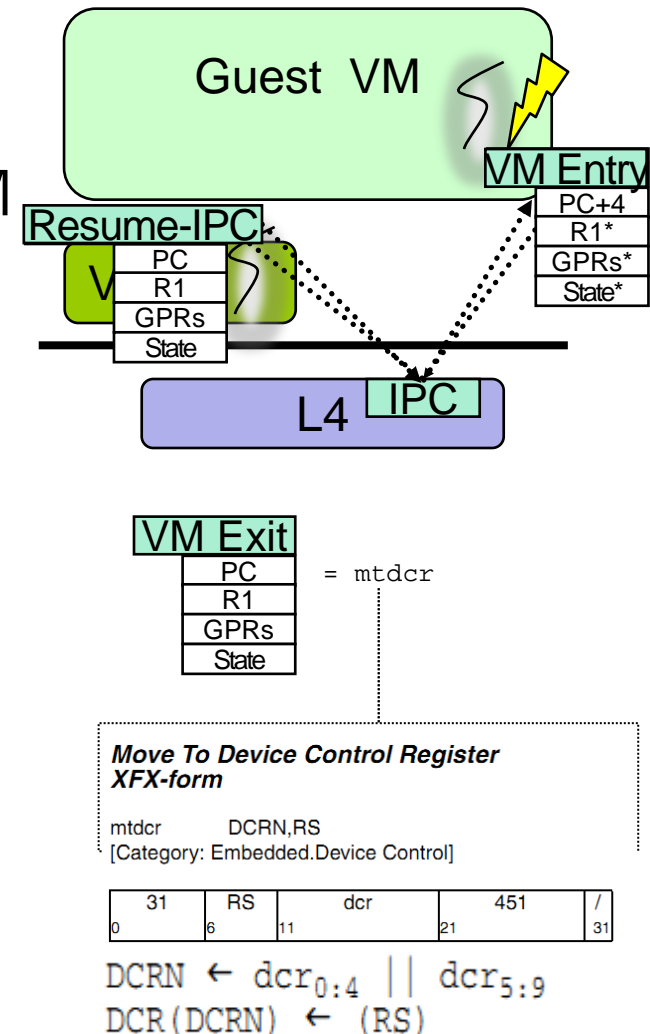 Guest VM
VM Entry
PC+4
R1*
GPRs*
State*
M
Resume-IPC
V
PC
R1
GPRs
State
L4
IPC
VM Exit
PC
= mtdcr
R1
GPRs
State
Move To Device Control Register
XFX-form
mtdcr DCRN,RS
[Category: Embedded.Device Control]
31 RS dcr 451 /
0 6 11 21 31
DCRN ← dcr0:4 || dcr5:9
DCR(DCRN) ← (RS)